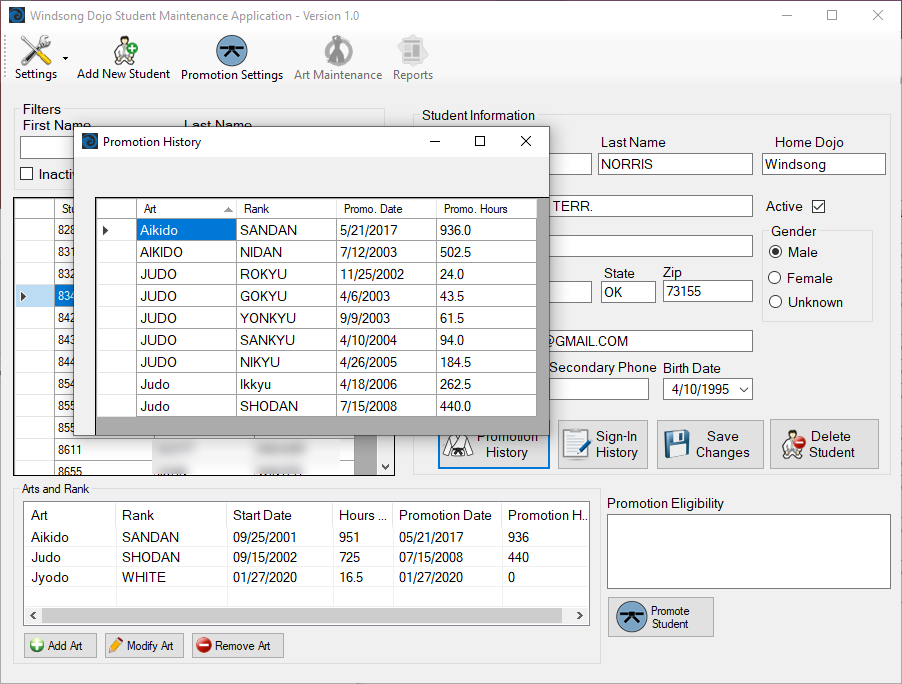 Windsong Dojo Student Maintenance Application - Version 1.0
Settings
Add New Student
Promotion Settings
Art Maintenance
Reports
Filters
First Name
Last Name
Inacti
Student Information
Last Name
Home Dojo
NORRIS
Windsong
TERR.
Active
Gender
Male
Female
Unknown
State
Zip
OK
73155
@GMAIL.COM
Secondary Phone
Birth Date
4/10/1995
Promotion History
Art Rank Promo. Date Promo. Hours
Aikido SANDAN 5/21/2017 936.0
AIKIDO NIDAN 7/12/2003 502.5
JUDO ROKYU 11/25/2002 24.0
JUDO GOKYU 4/6/2003 43.5
JUDO YONKYU 9/9/2003 61.5
JUDO SANKYU 4/10/2004 94.0
JUDO NIKYU 4/26/2005 184.5
Judo Ikkyu 4/18/2006 262.5
Judo SHODAN 7/15/2008 440.0
Stu
828
831
832
834
842
843
844
854
855
855
8611
8655
Promotion
History
Sign-In
History
Save
Changes
Delete
Student
Arts and Rank
Art Rank Start Date Hours ... Promotion Date Promotion H...
Aikido SANDAN 09/25/2001 951 05/21/2017 936
Judo SHODAN 09/15/2002 725 07/15/2008 440
Jyodo WHITE 01/27/2020 16.5 01/27/2020 0
Add Art
Modify Art
Remove Art
Promotion Eligibility
Promote
Student